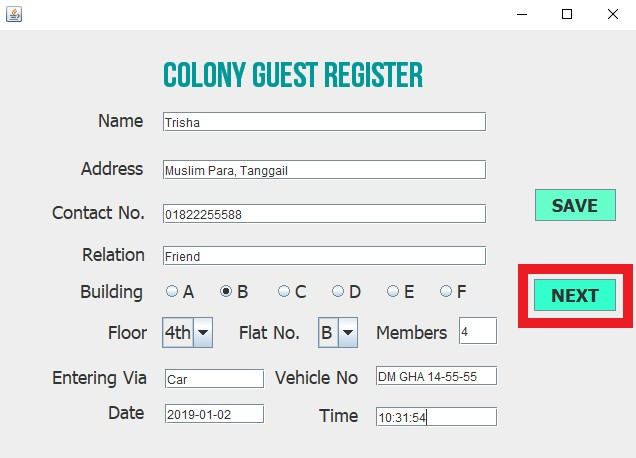 COLONY GUEST REGISTER
Name Trisha
Address Muslim Para, Tanggail
Contact No. 01822255588
SAVE
Relation Friend
Building A B C D E F
NEXT
Floor 4th Flat No. B Members 4
Entering Via Car Vehicle No DM GHA 14-55-55
Date 2019-01-02 Time 10:31:54